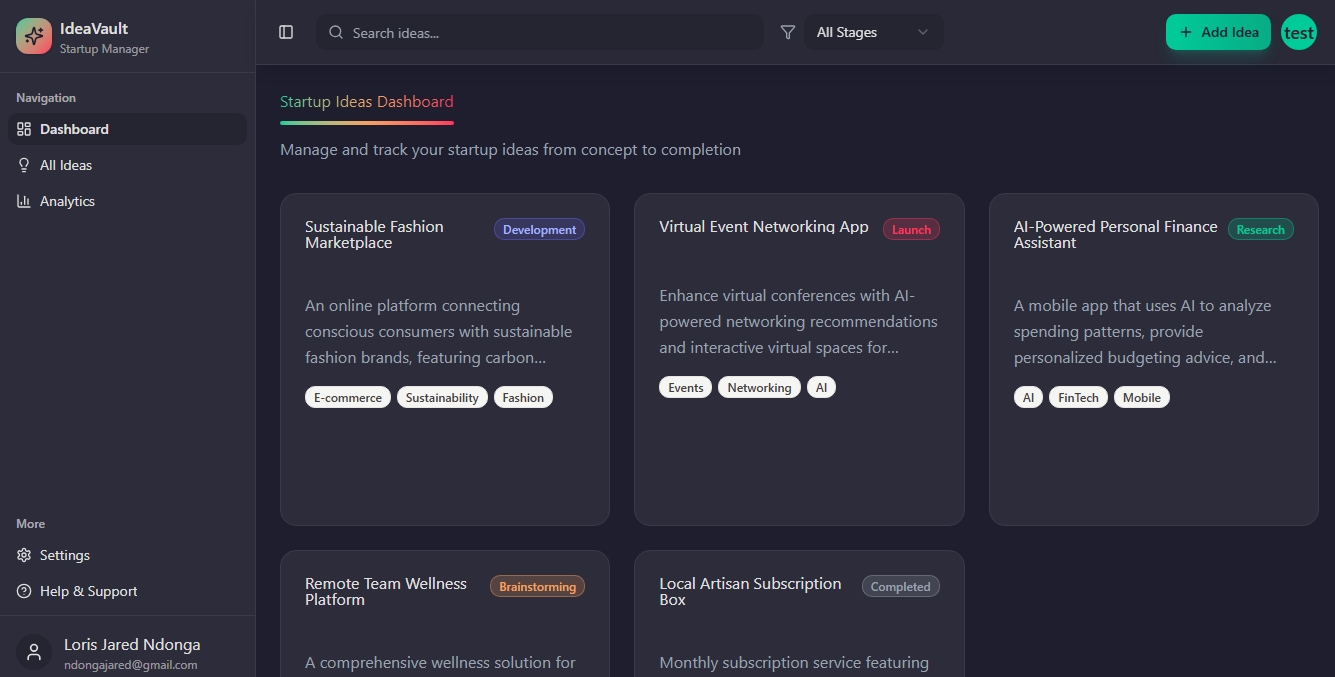 IdeaVault
Startup Manager
Navigation
Dashboard
All Ideas
Analytics
More
Settings
Help & Support
Loris Jared Ndonga
ndongajared@gmail.com
Search ideas...
All Stages
+ Add Idea
test
Startup Ideas Dashboard
Manage and track your startup ideas from concept to completion
Sustainable Fashion
Marketplace
Development
An online platform connecting
conscious consumers with sustainable
fashion brands, featuring carbon...
E-commerce
Sustainability
Fashion
Virtual Event Networking App
Launch
Enhance virtual conferences with AI-
powered networking recommendations
and interactive virtual spaces for...
Events
Networking
AI
AI-Powered Personal Finance
Assistant
Research
A mobile app that uses AI to analyze
spending patterns, provide
personalized budgeting advice, and...
AI
FinTech
Mobile
Remote Team Wellness
Platform
Brainstorming
A comprehensive wellness solution for
Local Artisan Subscription
Box
Completed
Monthly subscription service featuring